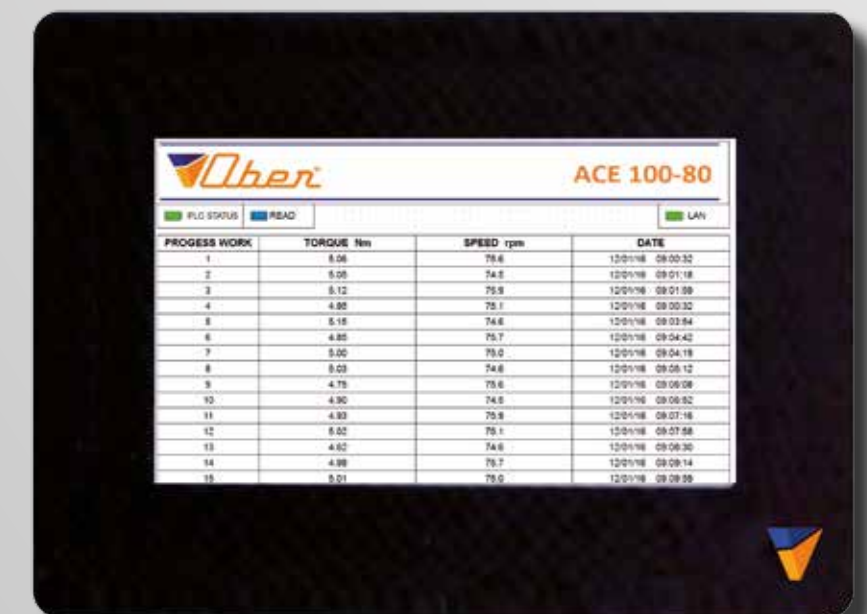 Ober®
ACE 100-80
PLC STATUS READ LAN
PROGESS WORK TORQUE Nm SPEED rpm DATE
1 5.06 75.6 12/01/16 09:00:32
2 5.05 74.5 12/01/16 09:01:18
3 5.12 75.9 12/01/16 09:01:59
4 4.98 75.1 12/01/16 09:00:32
5 5.15 74.6 12/01/16 09:03:54
6 4.85 75.7 12/01/16 09:04:42
7 5.00 75.0 12/01/16 09:04:19
8 5.03 74.6 12/01/16 09:05:12
9 4.75 75.6 12/01/16 09:06:08
10 4.90 74.5 12/01/16 09:06:52
11 4.93 75.9 12/01/16 09:07:16
12 5.02 75.1 12/01/16 09:07:58
13 4.62 74.6 12/01/16 09:08:30
14 4.98 75.7 12/01/16 09:09:14
15 5.01 75.0 12/01/16 09:09:55